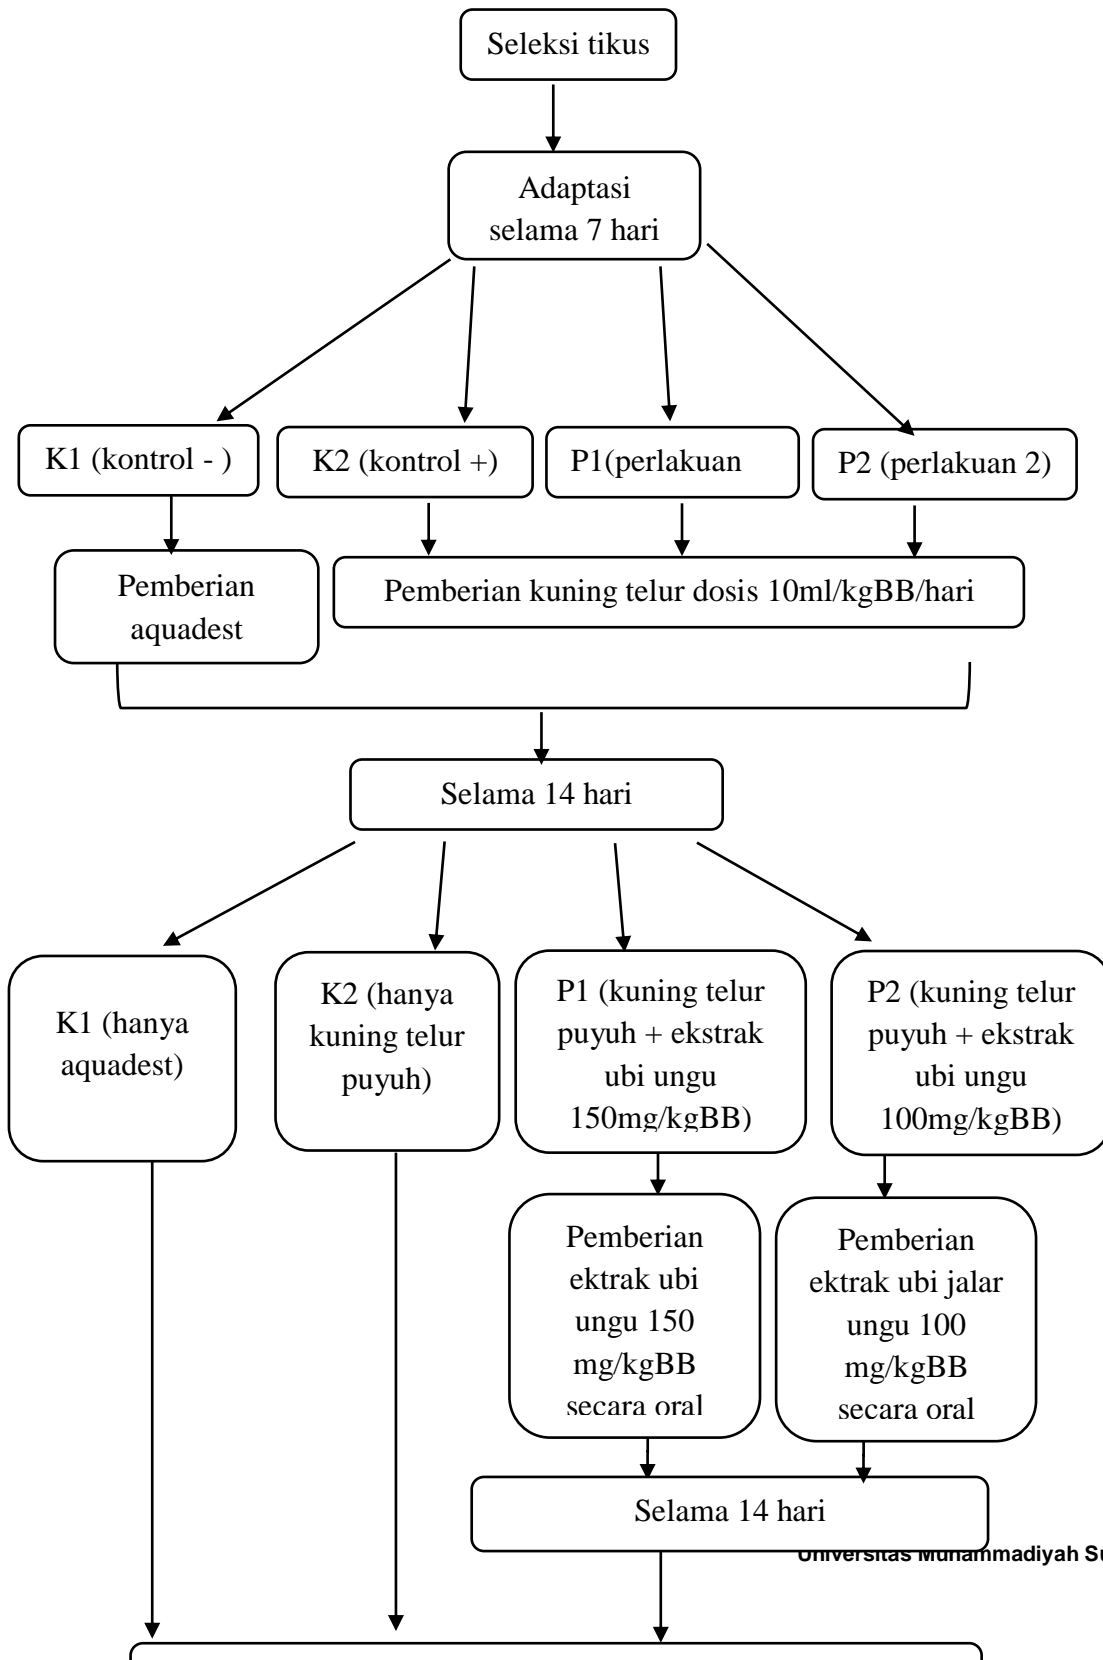 Seleksi tikus
Adaptasi
selama 7 hari
K1 (kontrol - )
K2 (kontrol +)
P1(perlakuan
P2 (perlakuan 2)
Pemberian
aquadest
Pemberian kuning telur dosis 10ml/kgBB/hari
Selama 14 hari
K1 (hanya
aquadest)
K2 (hanya
kuning telur
puyuh)
P1 (kuning telur
puyuh + ekstrak
ubi ungu
150mg/kgBB)
P2 (kuning telur
puyuh + ekstrak
ubi ungu
100mg/kgBB)
Pemberian
ektrak ubi
ungu 150
mg/kgBB
secara oral
Pemberian
ektrak ubi jalar
ungu 100
mg/kgBB
secara oral
Selama 14 hari
Universitas Muhammadiyah Su